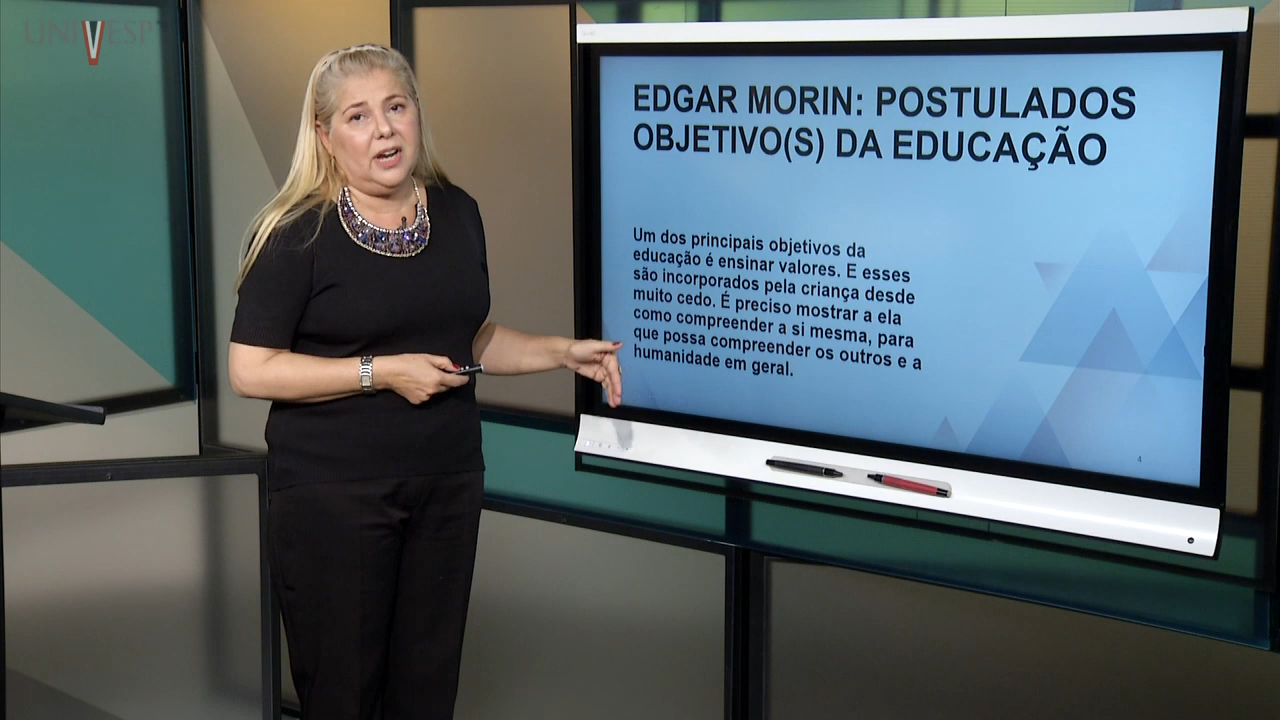 UNIVESP
EDGAR MORIN: POSTULADOS
OBJETIVO(S) DA EDUCAÇÃO
Um dos principais objetivos da
educação é ensinar valores. E esses
são incorporados pela criança desde
muito cedo. É preciso mostrar a ela
como compreender a si mesma, para
que possa compreender os outros e a
humanidade em geral.
4